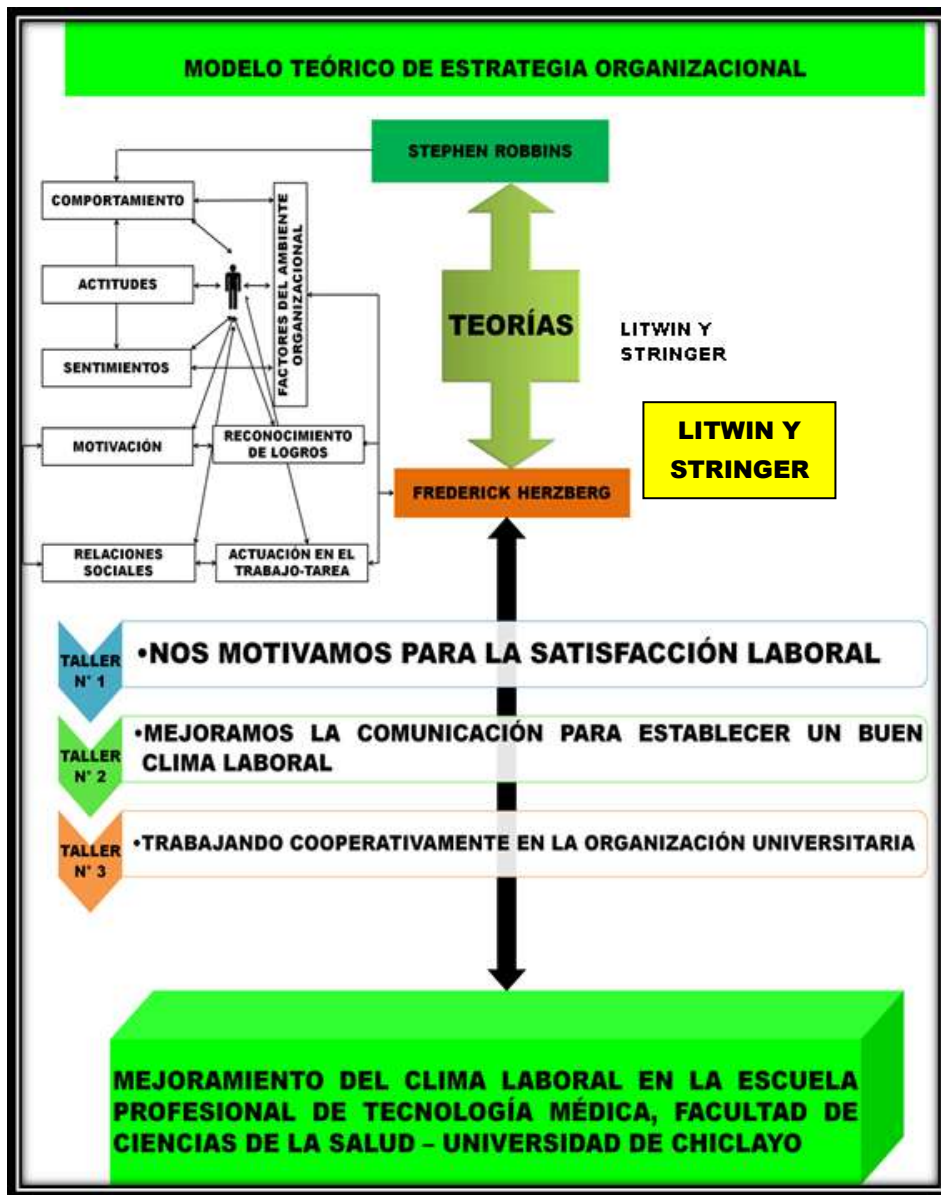 MODELO TEÓRICO DE ESTRATEGIA ORGANIZACIONAL
STEPHEN ROBBINS
COMPORTAMIENTO
ACTITUDES
SENTIMIENTOS
FACTORES DEL AMBIENTE
ORGANIZACIONAL
TEORÍAS
LITWIN Y
STRINGER
LITWIN Y
STRINGER
MOTIVACIÓN
RECONOCIMIENTO
DE LOGROS
FREDERICK HERZBERG
RELACIONES
SOCIALES
ACTUACIÓN EN EL
TRABAJO-TAREA
TALLER
N° 1
•NOS MOTIVAMOS PARA LA SATISFACCIÓN LABORAL
TALLER
N° 2
•MEJORAMOS LA COMUNICACIÓN PARA ESTABLECER UN BUEN
CLIMA LABORAL
TALLER
N° 3
•TRABAJANDO COOPERATIVAMENTE EN LA ORGANIZACIÓN UNIVERSITARIA
MEJORAMIENTO DEL CLIMA LABORAL EN LA ESCUELA
PROFESIONAL DE TECNOLOGÍA MÉDICA, FACULTAD DE
CIENCIAS DE LA SALUD – UNIVERSIDAD DE CHICLAYO